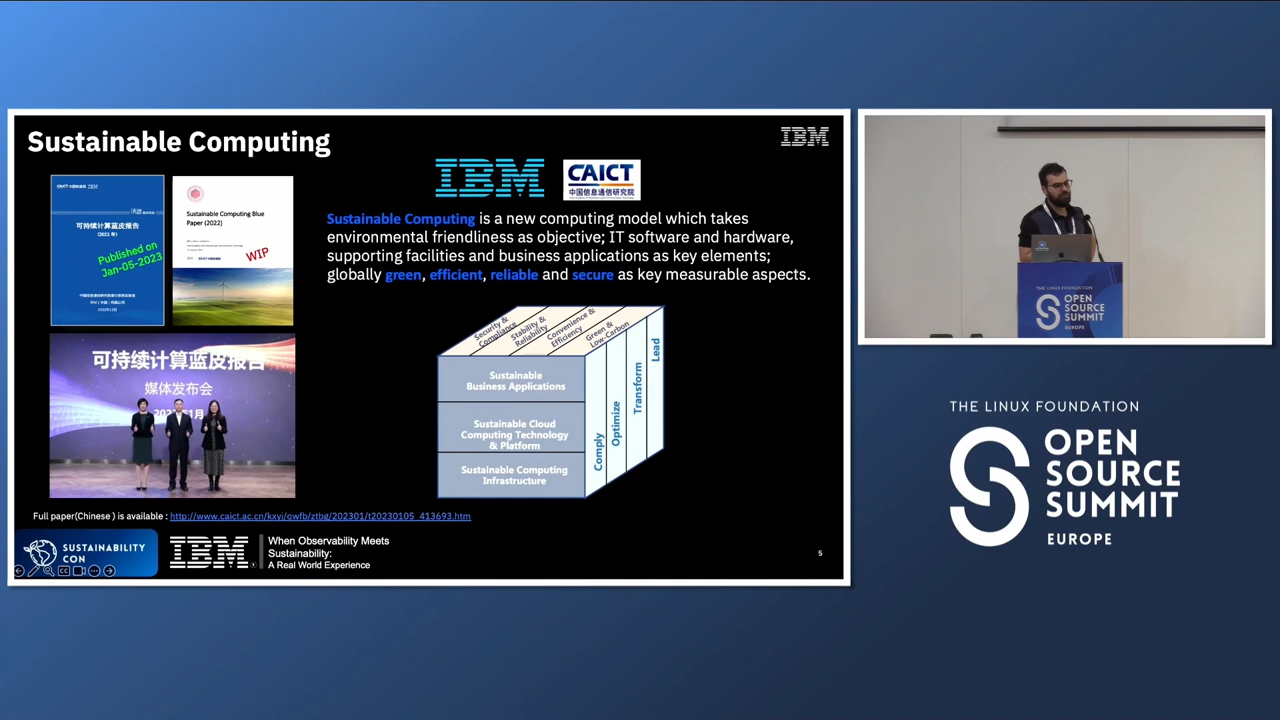 Sustainable Computing
IBM
IBM
CAICT
中国信息通信研究院
可持续计算蓝皮报告
(2022 年)
Published on
Jan-05-2023
Sustainable Computing Blue
Paper (2022)
WIP
Sustainable Computing is a new computing model which takes
environmental friendliness as objective; IT software and hardware,
supporting facilities and business applications as key elements;
globally green, efficient, reliable and secure as key measurable aspects.
可持续计算蓝皮报告
媒体发布会
Security &
Compliance
Stability &
Reliability
Convenience &
Efficiency
Green &
Low-Carbon
Sustainable
Business Applications
Sustainable Cloud
Computing Technology
& Platform
Sustainable Computing
Infrastructure
Comply
Optimize
Transform
Lead
Full paper(Chinese ) is available : http://www.caict.ac.cn/kxyj/qwfb/ztbg/202301/t20230105_413693.htm
SUSTAINABILITY
CON
IBM
When Observability Meets
Sustainability:
A Real World Experience
5
THE LINUX FOUNDATION
OPEN
SOURCE
SUMMIT
EUROPE
THE LINUX FOUNDATION
OPEN
SOURCE
SUMMIT
EUROPE